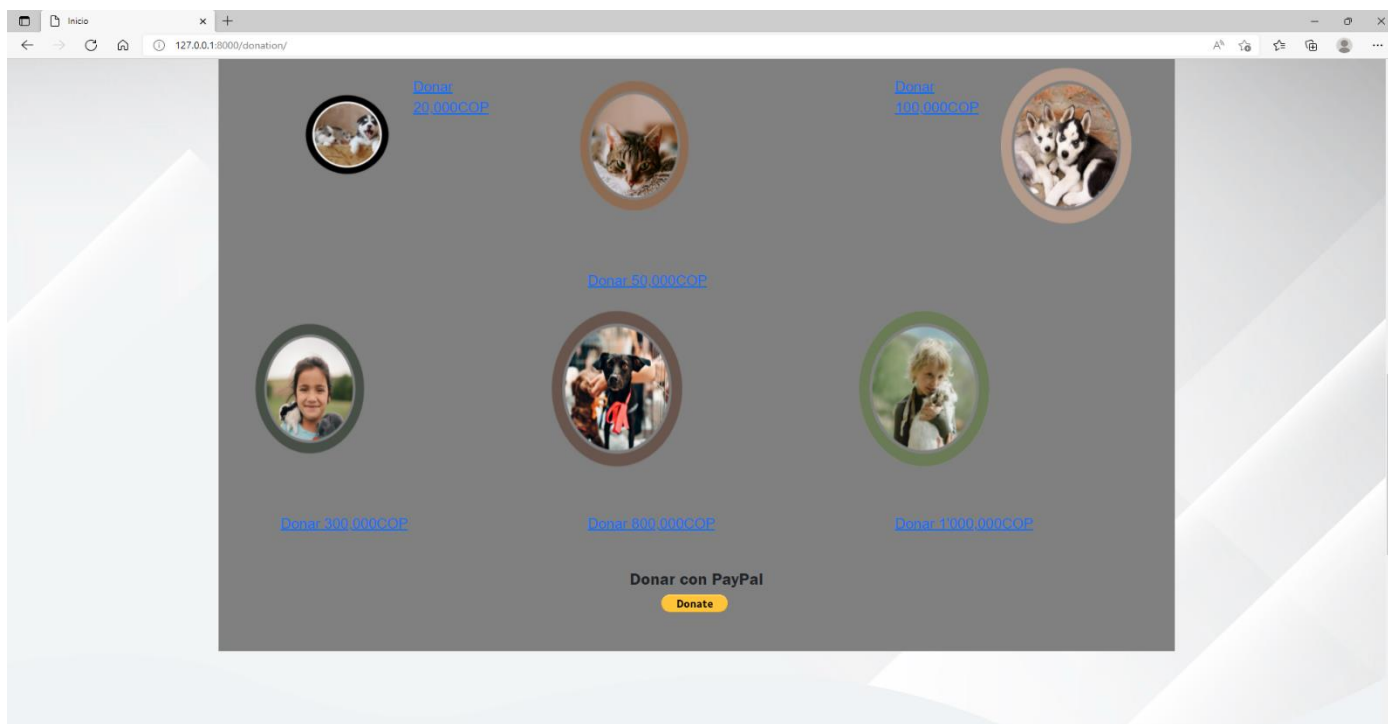 Inicio
127.0.0.1:8000/donation/
Donar
20,000COP
Donar
100,000COP
Donar 50,000COP
Donar 300,000COP
Donar 800,000COP
Donar 1'000,000COP
Donar con PayPal
Donate